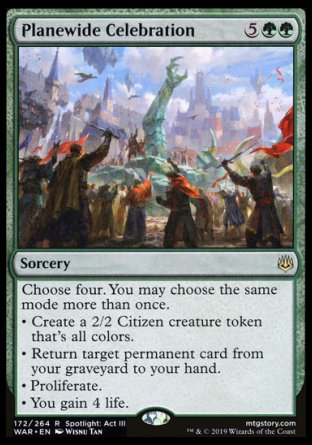 Planewide Celebration 5
Sorcery
Choose four. You may choose the same
mode more than once.
• Create a 2/2 Citizen creature token
that's all colors.
• Return target permanent card from
your graveyard to your hand.
• Proliferate.
• You gain 4 life.
172/264 R Spotlight: Act III mtgstory.com
WAR • EN Wisnu Tan ™ & © 2019 Wizards of the Coast